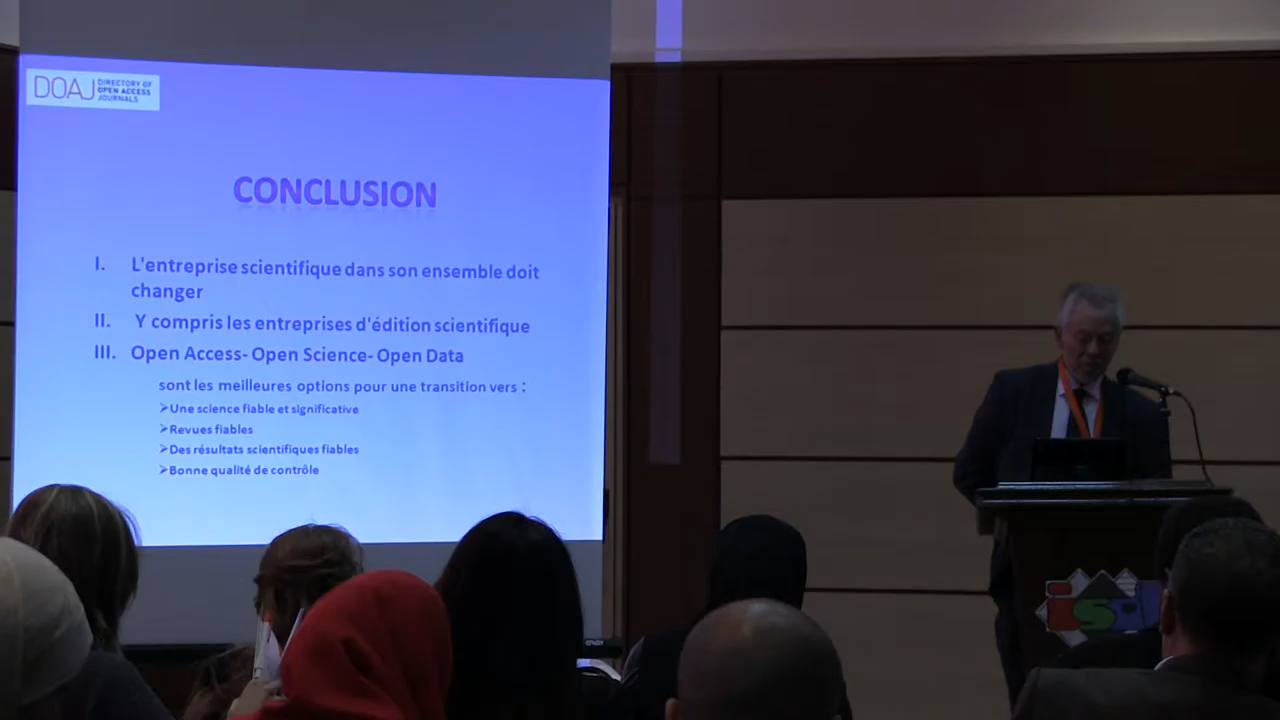 DOAJ
DIRECTORY OF
OPEN ACCESS
JOURNALS
CONCLUSION
I. L'entreprise scientifique dans son ensemble doit
changer
II. Y compris les entreprises d'édition scientifique
III. Open Access- Open Science- Open Data
sont les meilleures options pour une transition vers :
➢Une science fiable et significative
➢Revues fiables
➢Des résultats scientifiques fiables
➢Bonne qualité de contrôle